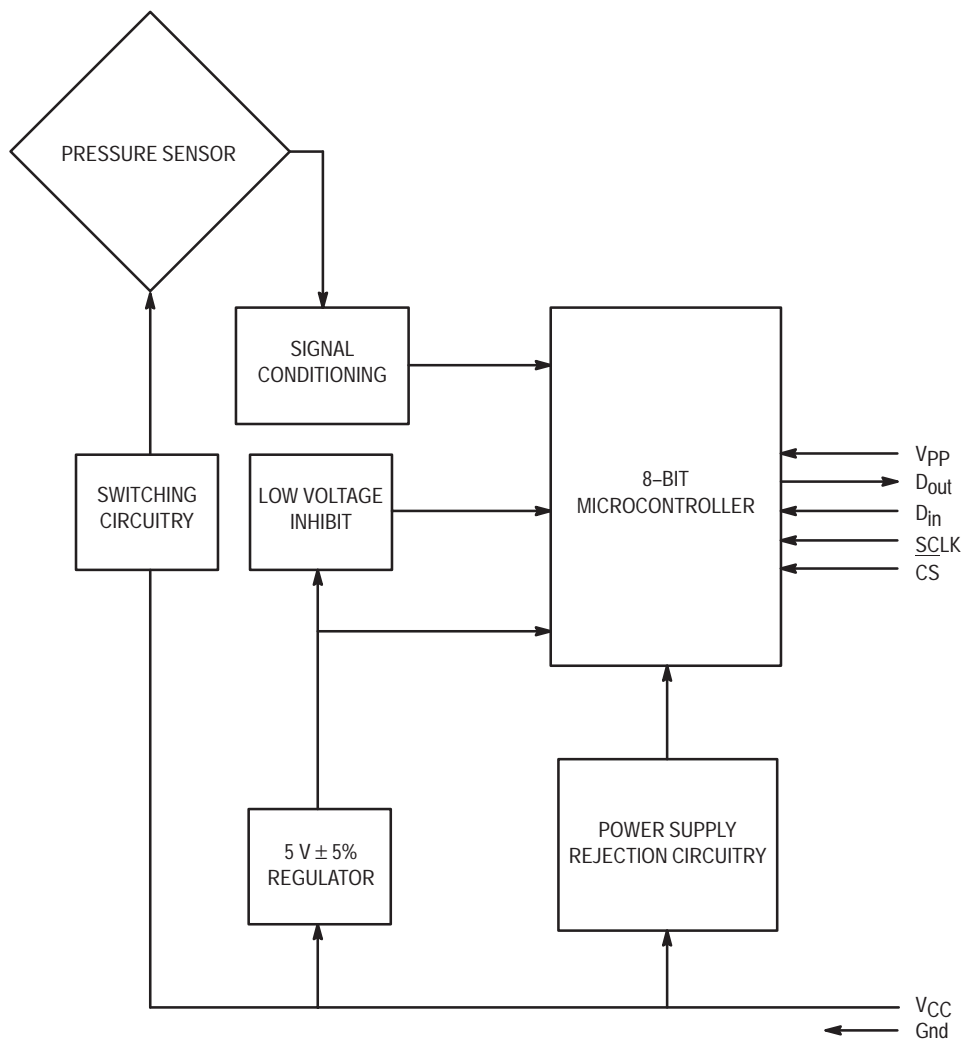 PRESSURE SENSOR
SIGNAL
CONDITIONING
SWITCHING
CIRCUITRY
LOW VOLTAGE
INHIBIT
8–BIT
MICROCONTROLLER
VPP
Dout
Din
SCLK
CS
5 V ± 5%
REGULATOR
POWER SUPPLY
REJECTION CIRCUITRY
VCC
Gnd